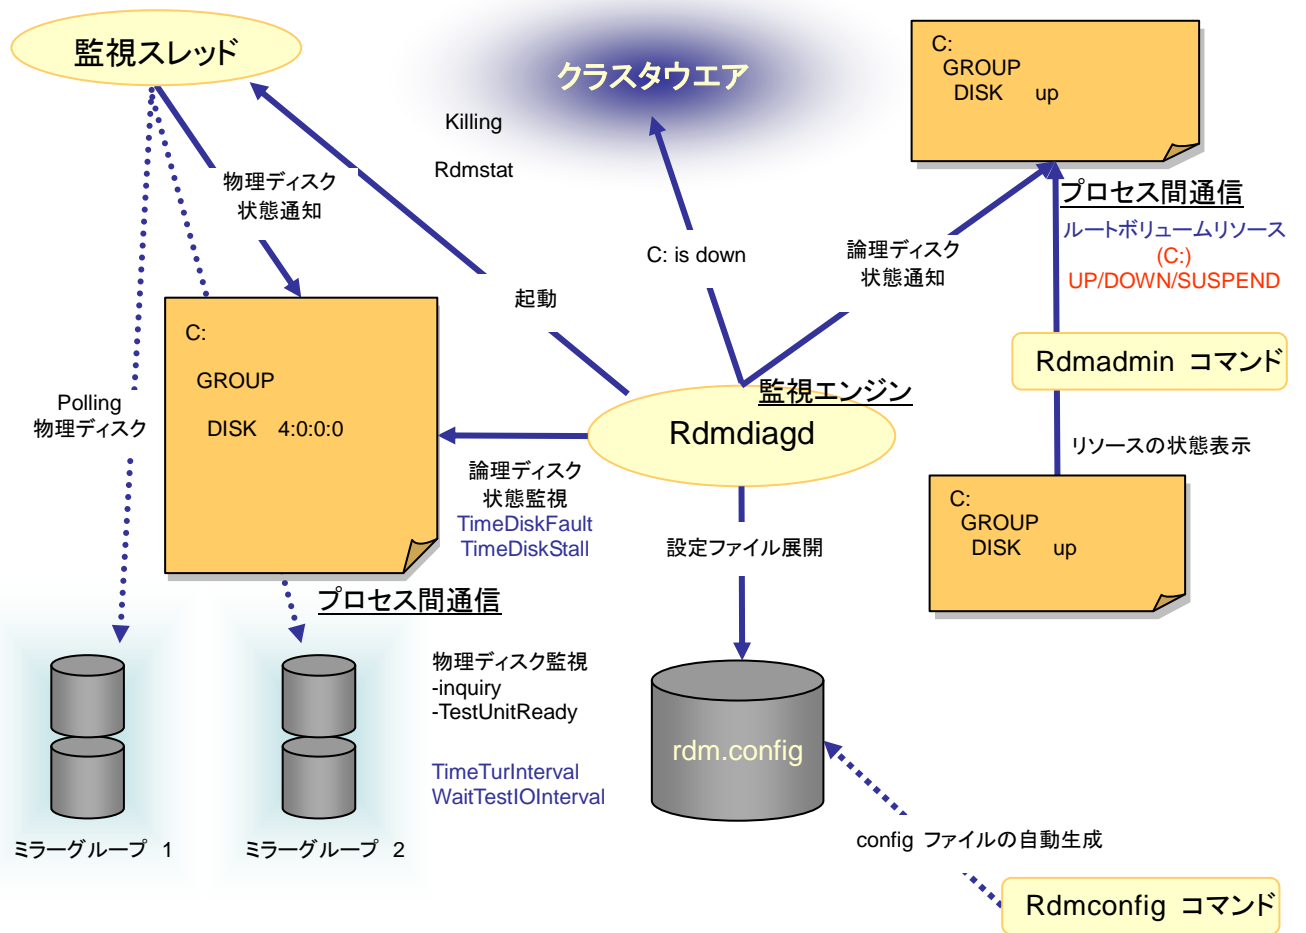 監視スレッド
クラスタウエア
C:
GROUP
DISK up
Killing
Rdmstat
物理ディスク
状態通知
プロセス間通信
ルートボリュームリソース
(C:)
UP/DOWN/SUSPEND
C: is down
論理ディスク
状態通知
起動
C:
GROUP
DISK 4:0:0:0
Rdmadmin コマンド
監視エンジン
Rdmdiagd
Polling
物理ディスク
リソースの状態表示
論理ディスク
状態監視
TimeDiskFault
TimeDiskStall
C:
GROUP
DISK up
設定ファイル展開
プロセス間通信
物理ディスク監視
-inquiry
-TestUnitReady
TimeTurInterval
WaitTestIOInterval
rdm.config
ミラーグループ 1
ミラーグループ 2
config ファイルの自動生成
Rdmconfig コマンド